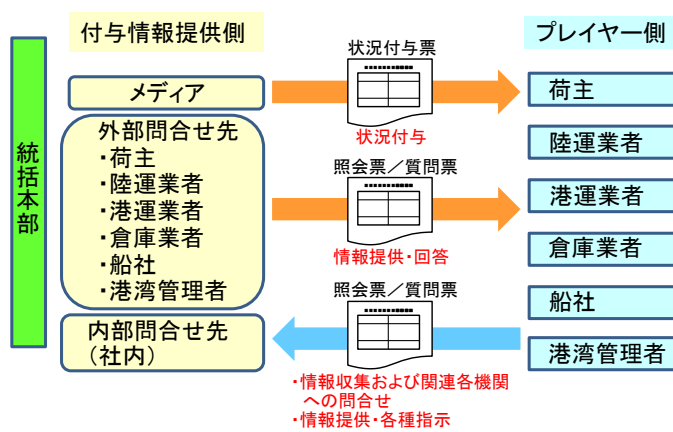 付与情報提供側
プレイヤー側
統括本部
メディア
外部問合せ先
・荷主
・陸運業者
・港運業者
・倉庫業者
・船社
・港湾管理者
内部問合せ先
(社内)
状況付与票
状況付与
照会票／質問票
情報提供・回答
照会票／質問票
・情報収集および関連各機関
への問合せ
・情報提供・各種指示
荷主
陸運業者
港運業者
倉庫業者
船社
港湾管理者